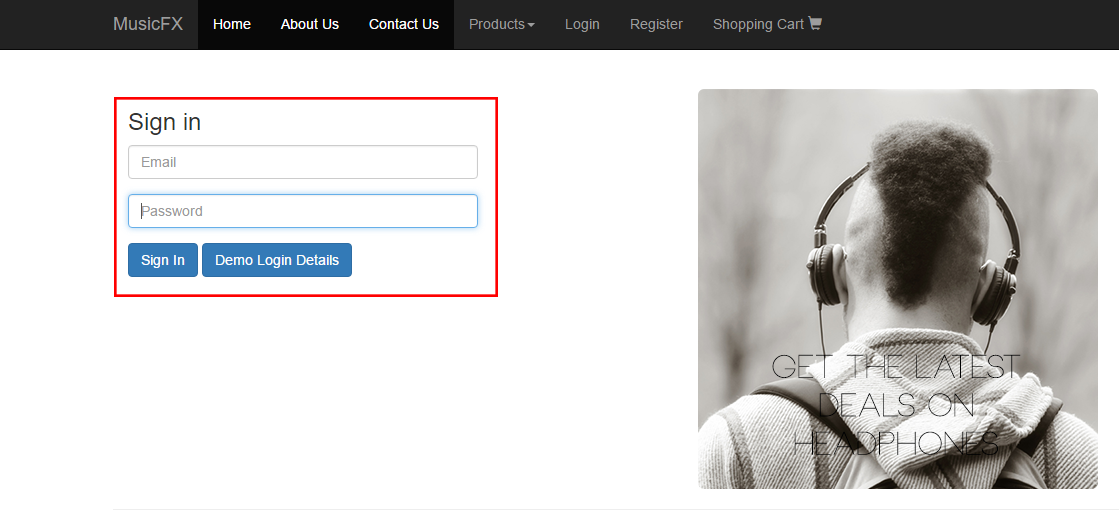 MusicFX Home About Us Contact Us Products Login Register Shopping Cart
Sign in
Email
Password
Sign In Demo Login Details
GET THE LATEST
DEALS ON
HEADPHONES